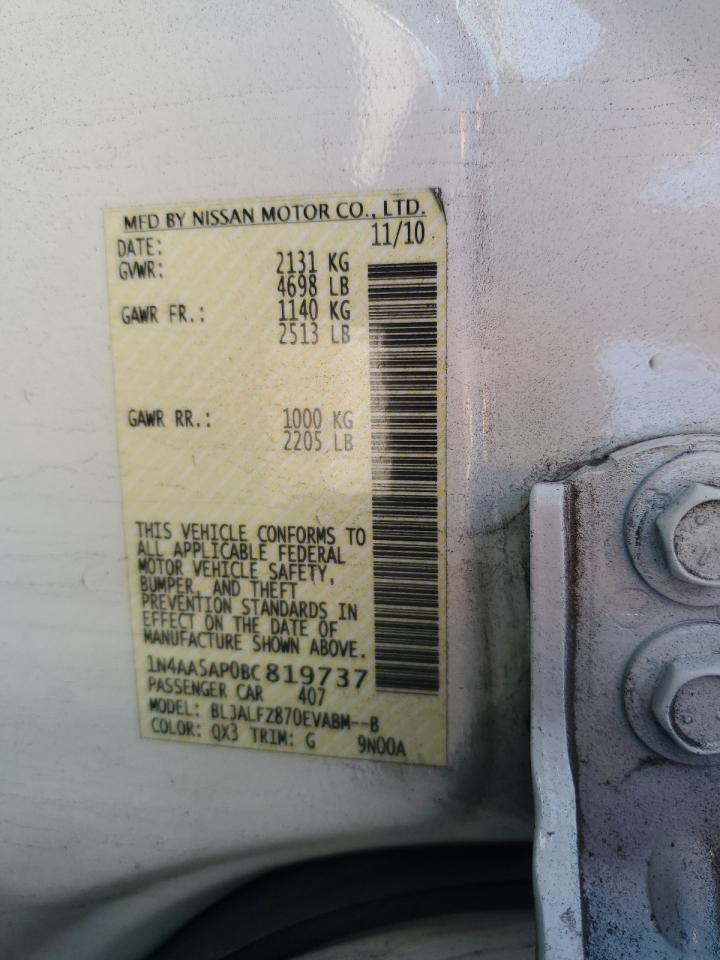 MFD BY NISSAN MOTOR CO., LTD.
DATE: 11/10
GVWR: 2131 KG
4698 LB
GAWR FR.: 1140 KG
2513 LB
GAWR RR.: 1000 KG
2205 LB
THIS VEHICLE CONFORMS TO
ALL APPLICABLE FEDERAL
MOTOR VEHICLE SAFETY,
BUMPER, AND THEFT
PREVENTION STANDARDS IN
EFFECT ON THE DATE OF
MANUFACTURE SHOWN ABOVE.
1N4AA5AP0BC819737
PASSENGER CAR 407
MODEL: BLJALFZ870EVABM--B
COLOR: QX3 TRIM: G 9N00A